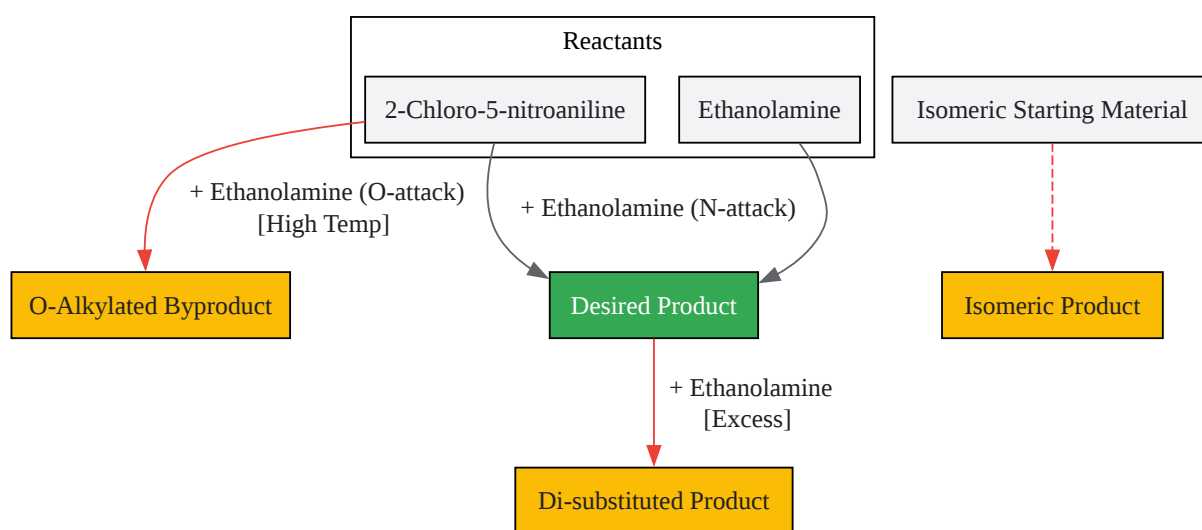 Reactants
2-Chloro-5-nitroaniline
Ethanolamine
Isomeric Starting Material
+ Ethanolamine (O-attack)
[High Temp]
+ Ethanolamine (N-attack)
O-Alkylated Byproduct
Desired Product
Isomeric Product
+ Ethanolamine
[Excess]
Di-substituted Product